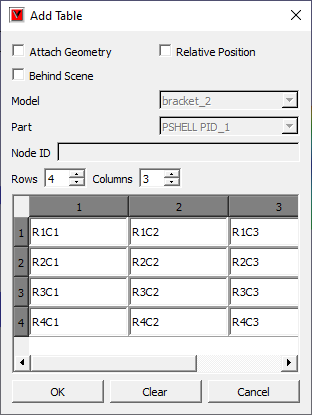 Add Table
Attach Geometry Relative Position
Behind Scene
Model bracket_2
Part PSHELL PID_1
Node ID
Rows 4 Columns 3
1 2 3
1 R1C1 R1C2 R1C3
2 R2C1 R2C2 R2C3
3 R3C1 R3C2 R3C3
4 R4C1 R4C2 R4C3
OK Clear Cancel